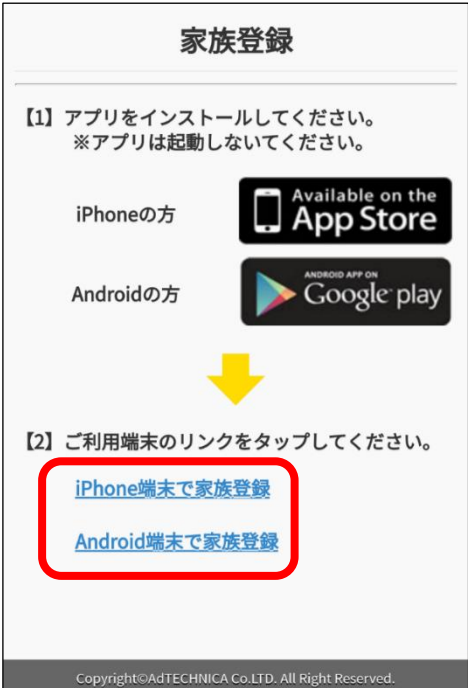 家族登録
【1】アプリをインストールしてください。
※アプリは起動しないてください。
iPhoneの方
Available on the
App Store
Androidの方
ANDROID APP ON
Google play
【2】ご利用端末のリンクをタップしてください。
iPhone端末で家族登録
Android端末で家族登録
Copyright©AdTECHNICA Co.LTD. All Right Reserved.